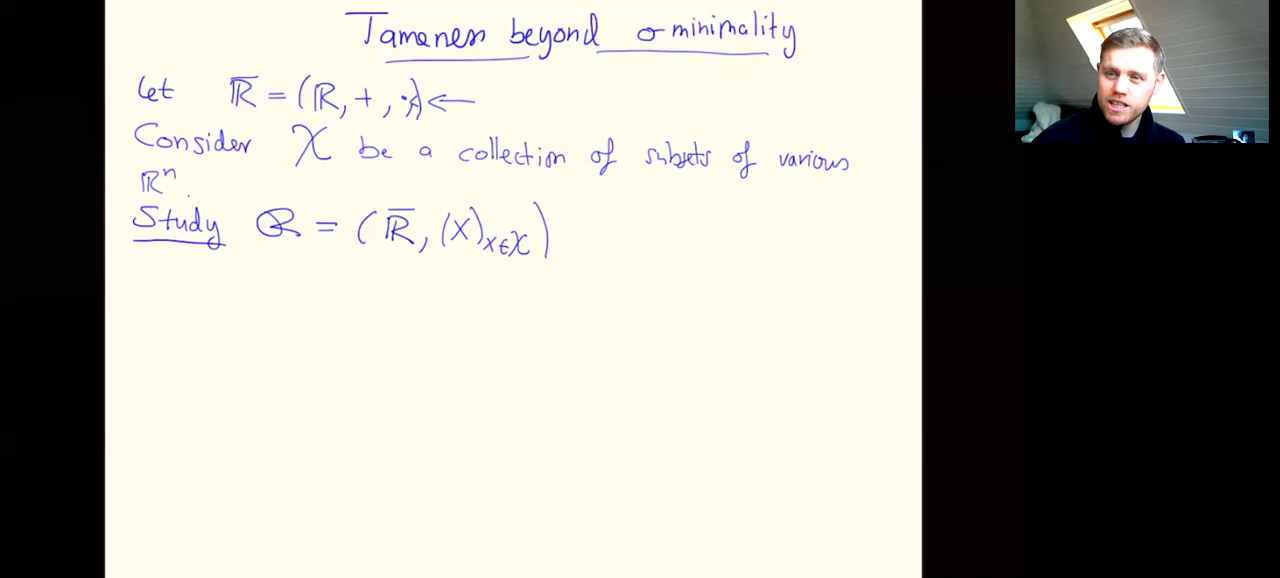 Tameness beyond o-minimality
Let ℝ̅ = (ℝ, +, ·) ←
Consider 𝒳 be a collection of subsets of various
ℝⁿ.
Study ℛ = (ℝ̅, (X)_{X∈𝒳})